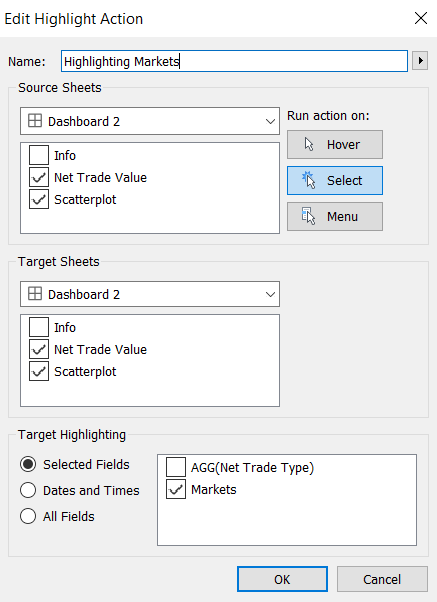 Edit Highlight Action
Name: Highlighting Markets
Source Sheets
Dashboard 2
Run action on:
Info
Net Trade Value
Scatterplot
Hover
Select
Menu
Target Sheets
Dashboard 2
Info
Net Trade Value
Scatterplot
Target Highlighting
Selected Fields
Dates and Times
All Fields
AGG(Net Trade Type)
Markets
OK Cancel